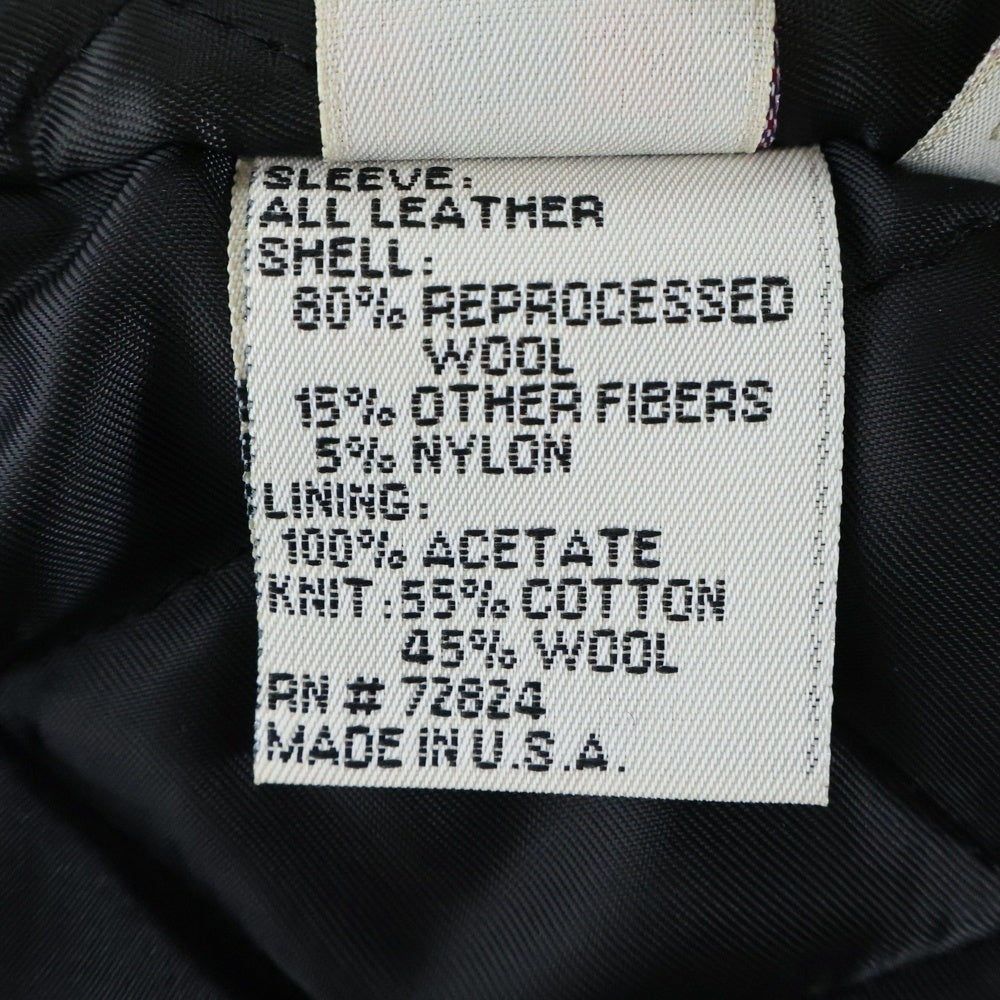 SLEEVE:
ALL LEATHER
SHELL:
80% REPROCESSED
WOOL
15% OTHER FIBERS
5% NYLON
LINING:
100% ACETATE
KNIT: 55% COTTON
45% WOOL
RN # 72824
MADE IN U.S.A.